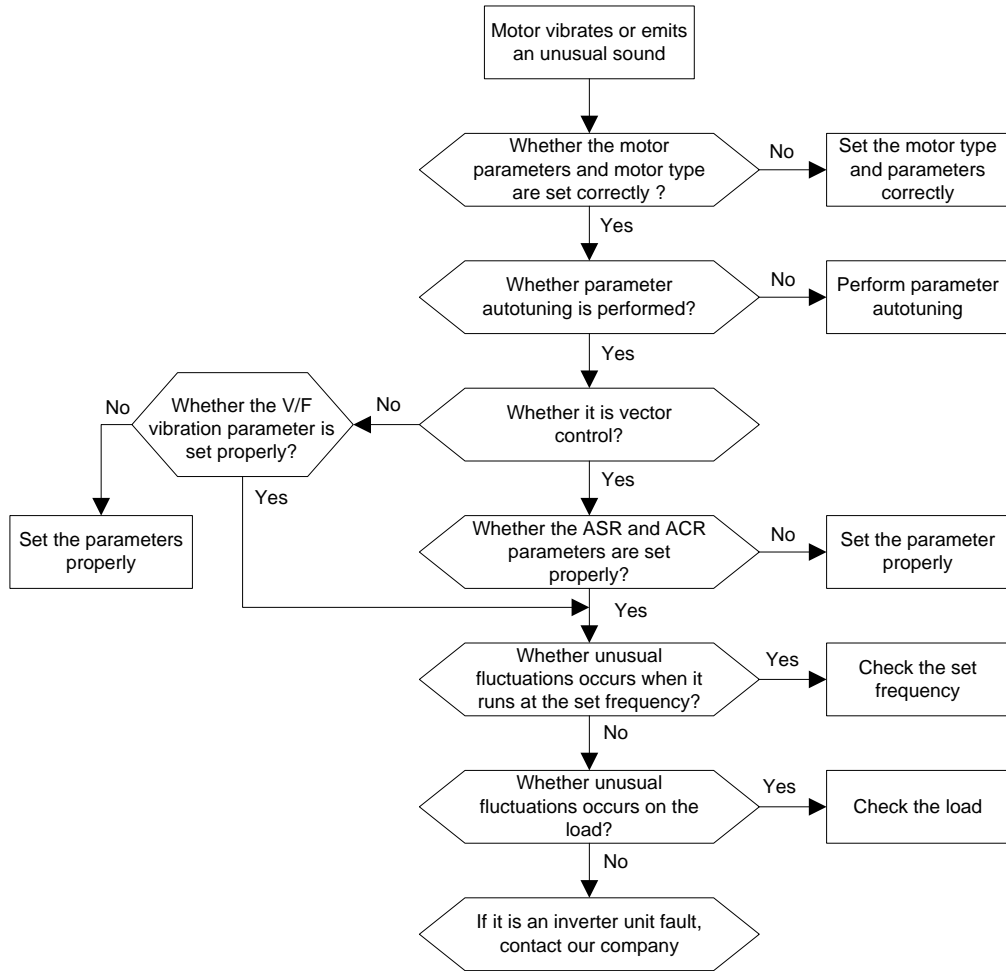 Motor vibrates or emits
an unusual sound
Whether the motor
parameters and motor type
are set correctly ?
No
Set the motor type
and parameters
correctly
Yes
Whether parameter
autotuning is performed?
No
Perform parameter
autotuning
Yes
Whether it is vector
control?
No
Whether the V/F
vibration parameter is
set properly?
No
Set the parameters
properly
Yes
Yes
Whether the ASR and ACR
parameters are set
properly?
No
Set the parameter
properly
Yes
Whether unusual
fluctuations occurs when it
runs at the set frequency?
Yes
Check the set
frequency
No
Whether unusual
fluctuations occurs on the
load?
Yes
Check the load
No
If it is an inverter unit fault,
contact our company